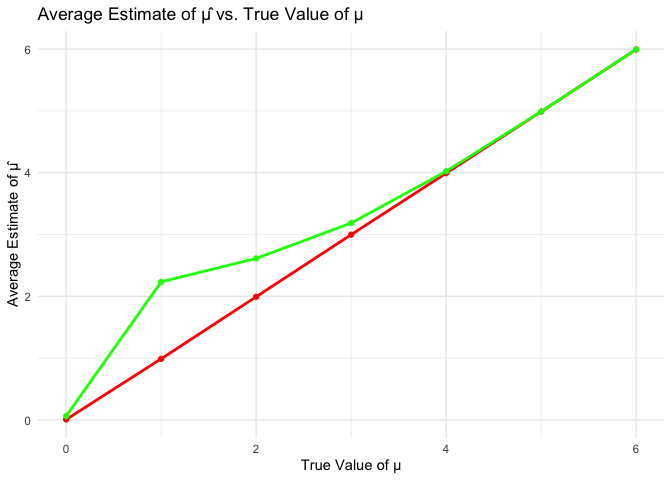 Average Estimate of μ̂ vs. True Value of μ
Average Estimate of μ̂
6
4
2
0
0
2
4
6
True Value of μ